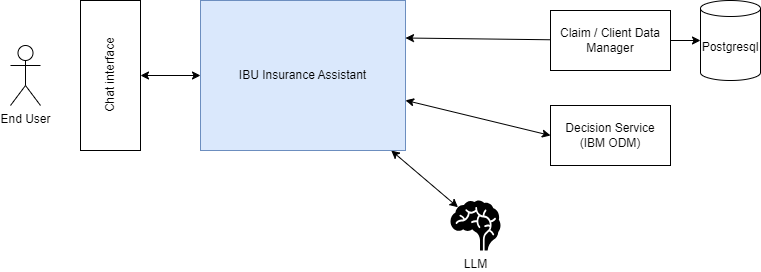 End User
Chat interface
IBU Insurance Assistant
Claim / Client Data
Manager
Postgresql
Decision Service
(IBM ODM)
LLM